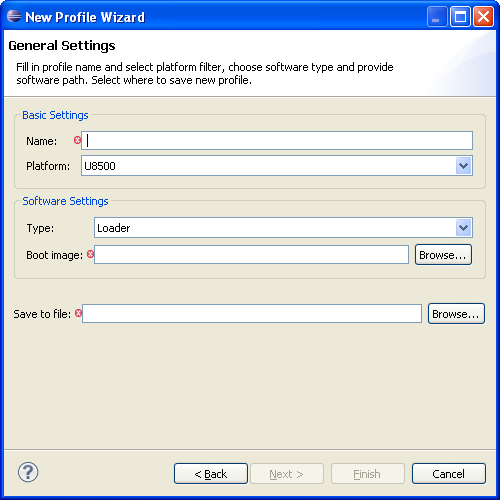 New Profile Wizard
General Settings
Fill in profile name and select platform filter, choose software type and provide
software path. Select where to save new profile.
Basic Settings
Name:
Platform: U8500
Software Settings
Type: Loader
Boot image: Browse...
Save to file: Browse...
? < Back Next > Finish Cancel